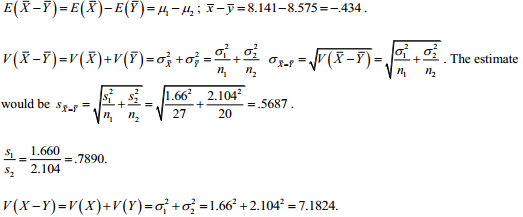 E(X̄−Ȳ)=E(X̄)−E(Ȳ)=μ₁−μ₂; x̄−ȳ=8.141−8.575=−.434.
V(X̄−Ȳ)=V(X̄)+V(Ȳ)=σ²_X̄+σ²_Ȳ=σ₁²/n₁+σ₂²/n₂ σ_X̄−Ȳ=√V(X̄−Ȳ)=√(σ₁²/n₁+σ₂²/n₂). The estimate
would be s_X̄−Ȳ=√(s₁²/n₁+s₂²/n₂)=√(1.66²/27+2.104²/20)=.5687.
s₁/s₂=1.660/2.104=.7890.
V(X−Y)=V(X)+V(Y)=σ₁²+σ₂²=1.66²+2.104²=7.1824.